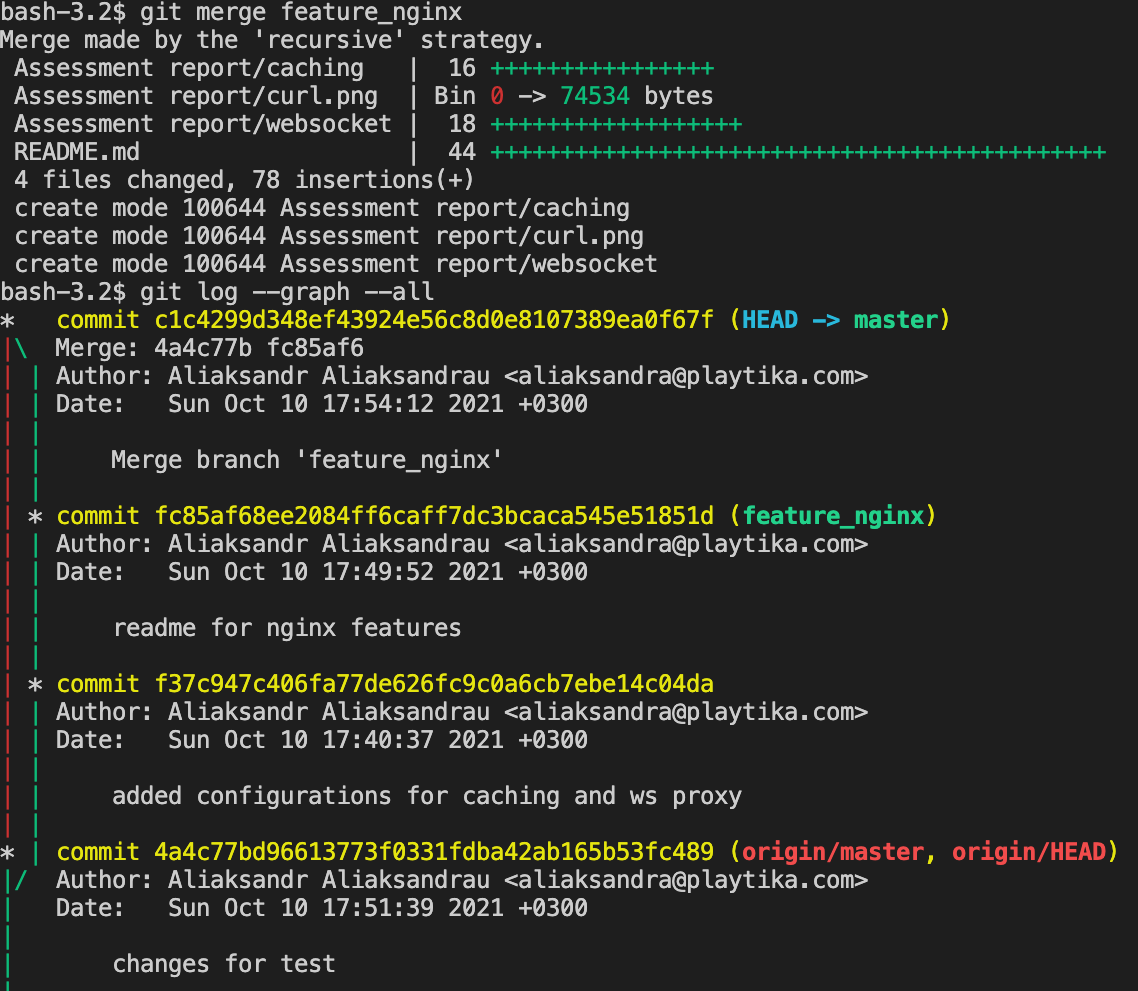 bash-3.2$ git merge feature_nginx
Merge made by the 'recursive' strategy.
 Assessment report/caching   |  16 ++++++++++++++++
 Assessment report/curl.png  | Bin 0 -> 74534 bytes
 Assessment report/websocket |  18 ++++++++++++++++++
 README.md                   |  44 ++++++++++++++++++++++++++++++++++++++++++++
 4 files changed, 78 insertions(+)
 create mode 100644 Assessment report/caching
 create mode 100644 Assessment report/curl.png
 create mode 100644 Assessment report/websocket
bash-3.2$ git log --graph --all
*   commit c1c4299d348ef43924e56c8d0e8107389ea0f67f (HEAD -> master)
|\  Merge: 4a4c77b fc85af6
| | Author: Aliaksandr Aliaksandrau <aliaksandra@playtika.com>
| | Date:   Sun Oct 10 17:54:12 2021 +0300
| |
| |     Merge branch 'feature_nginx'
| |
| * commit fc85af68ee2084ff6caff7dc3bcaca545e51851d (feature_nginx)
| | Author: Aliaksandr Aliaksandrau <aliaksandra@playtika.com>
| | Date:   Sun Oct 10 17:49:52 2021 +0300
| |
| |     readme for nginx features
| |
| * commit f37c947c406fa77de626fc9c0a6cb7ebe14c04da
| | Author: Aliaksandr Aliaksandrau <aliaksandra@playtika.com>
| | Date:   Sun Oct 10 17:40:37 2021 +0300
| |
| |     added configurations for caching and ws proxy
| |
* | commit 4a4c77bd96613773f0331fdba42ab165b53fc489 (origin/master, origin/HEAD)
|/  Author: Aliaksandr Aliaksandrau <aliaksandra@playtika.com>
|   Date:   Sun Oct 10 17:51:39 2021 +0300
|
|       changes for test
|